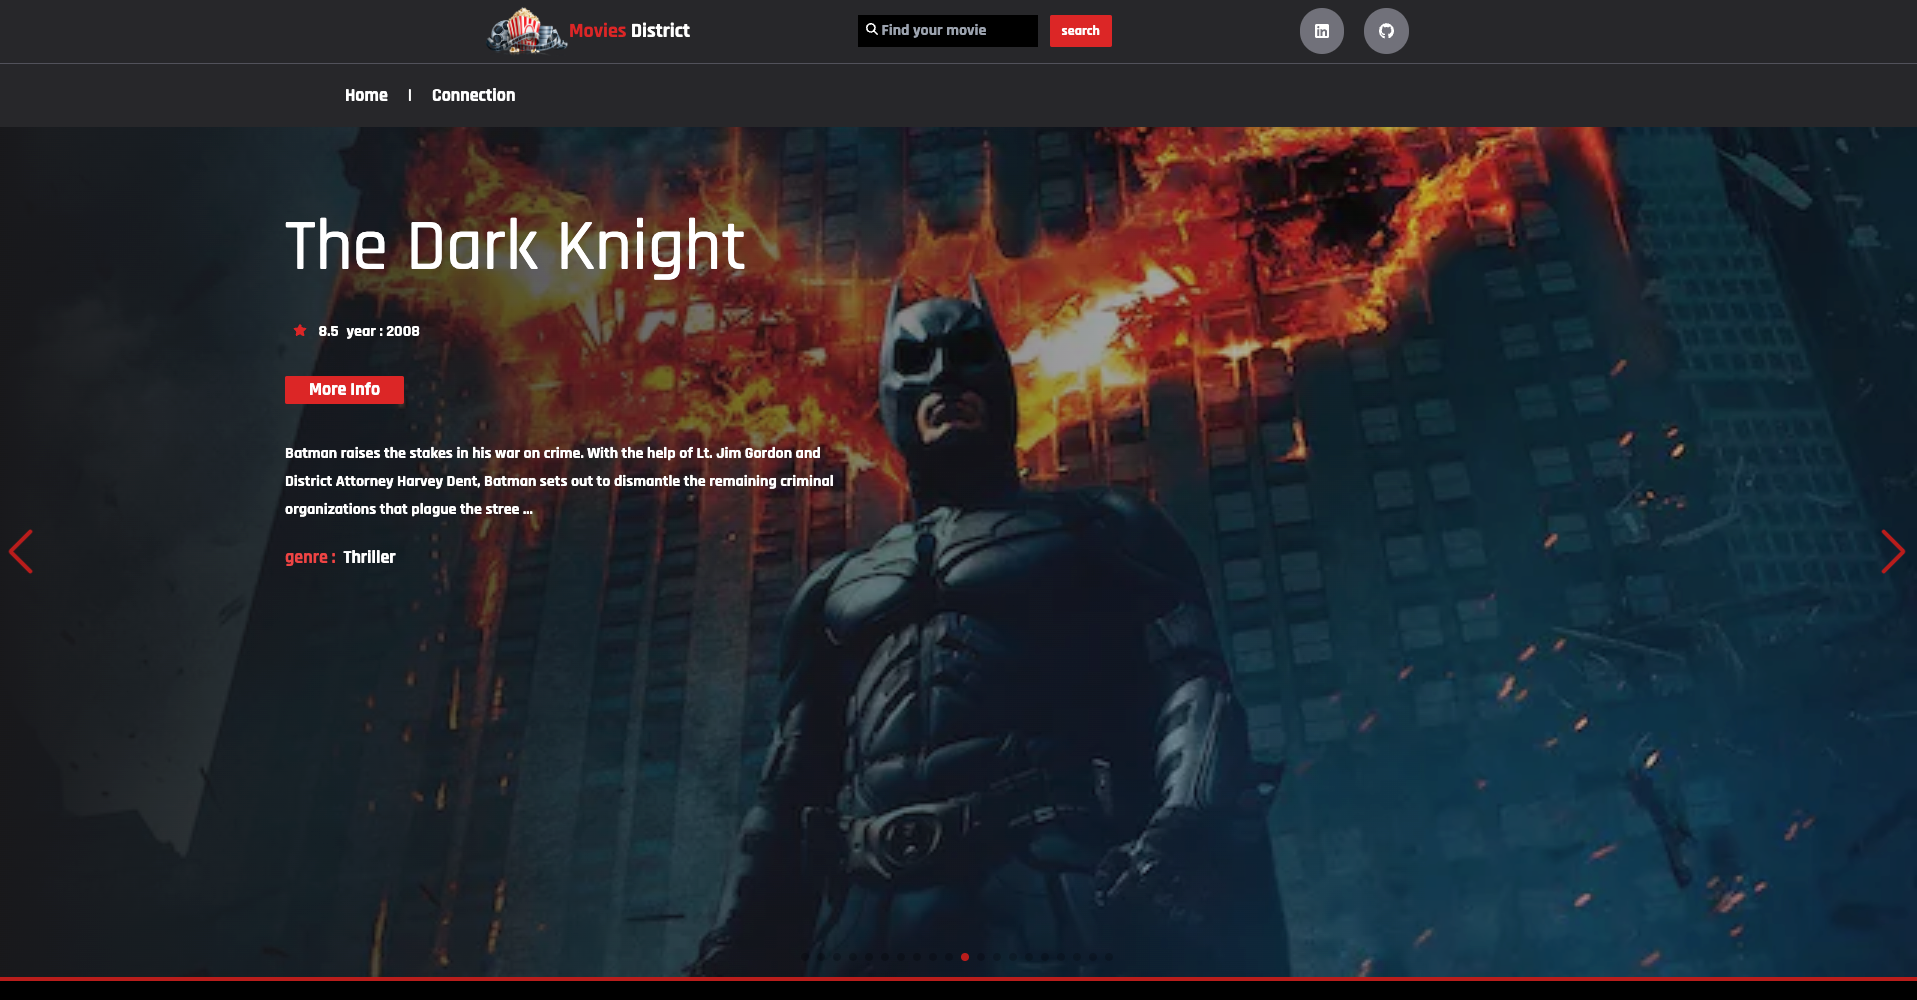 Movies District
Find your movie
search
Home | Connection
The Dark Knight
8.5 year : 2008
More Info
Batman raises the stakes in his war on crime. With the help of Lt. Jim Gordon and
District Attorney Harvey Dent, Batman sets out to dismantle the remaining criminal
organizations that plague the stree ...
genre : Thriller